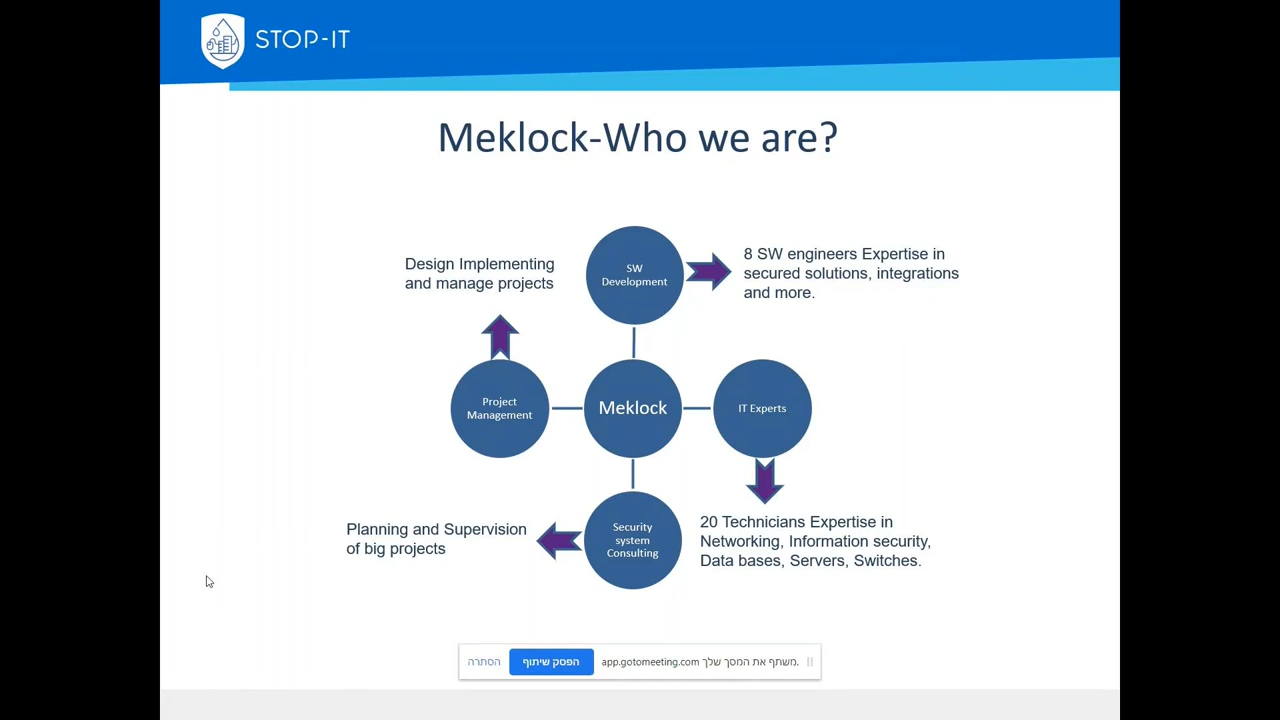 STOP-IT
Meklock-Who we are?
Design Implementing
and manage projects
SW
Development
8 SW engineers Expertise in
secured solutions, integrations
and more.
Project
Management
Meklock
IT Experts
Planning and Supervision
of big projects
Security
system
Consulting
20 Technicians Expertise in
Networking, Information security,
Data bases, Servers, Switches.
משתף את המסך שלך app.gotomeeting.com.
הפסק שיתוף
הסתרה